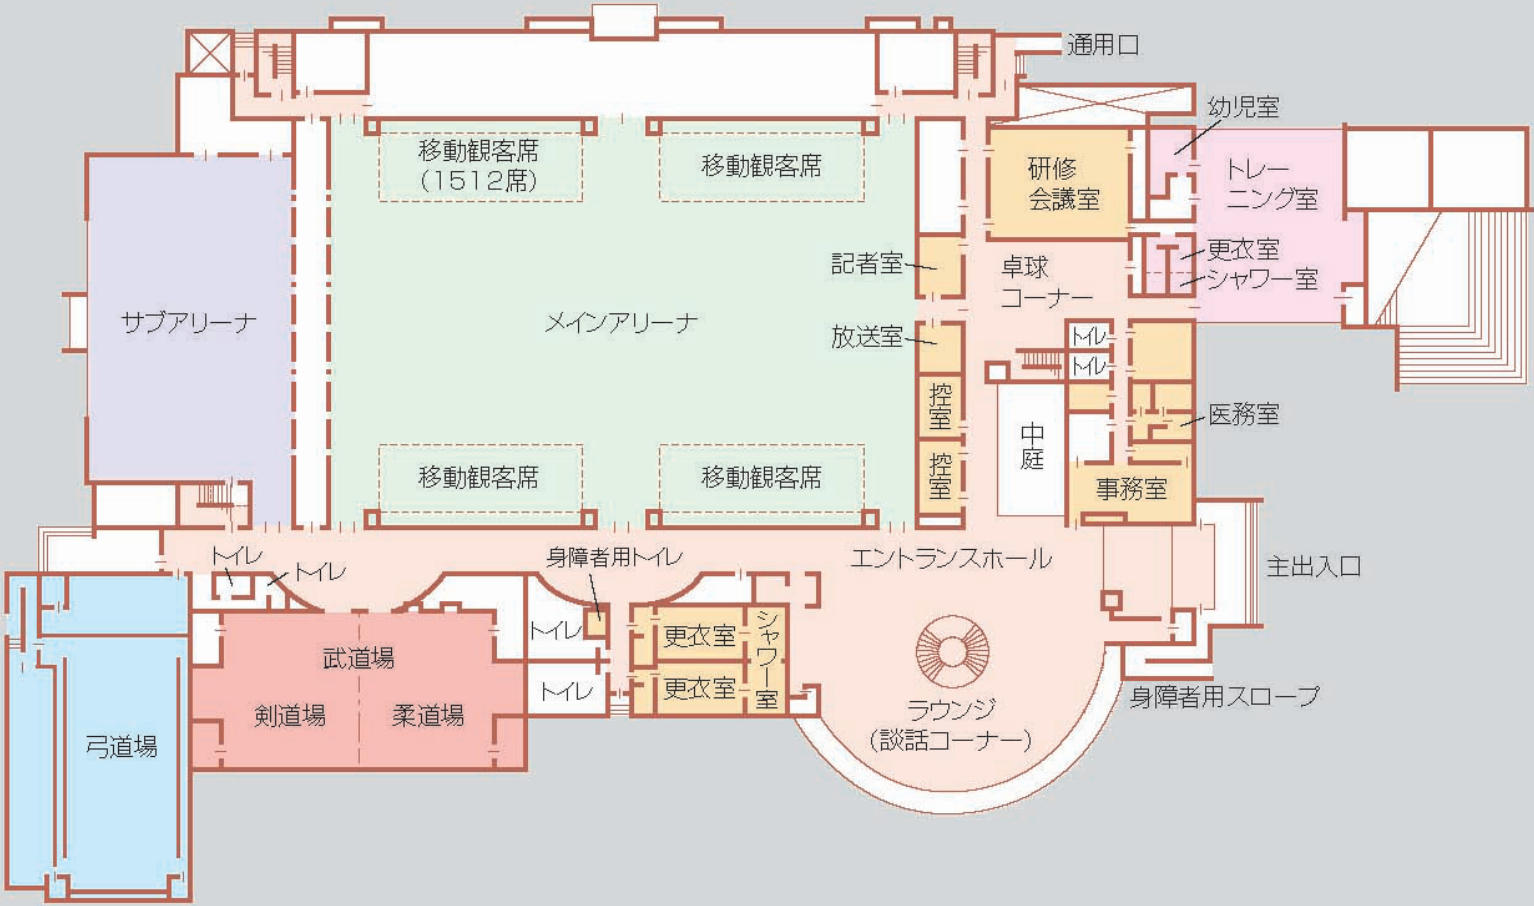 通用口
幼児室
移動観客席
(1512席)
移動観客席
研修
会議室
トレー
ニング室
記者室
卓球
コーナー
更衣室
シャワー室
サブアリーナ
メインアリーナ
放送室
トイレ
トイレ
控室
医務室
中庭
移動観客席
移動観客席
控室
事務室
トイレ
トイレ
身障者用トイレ
エントランスホール
主出入口
トイレ
更衣室
シャワー室
武道場
トイレ
更衣室
身障者用スロープ
剣道場
柔道場
ラウンジ
(談話コーナー)
弓道場